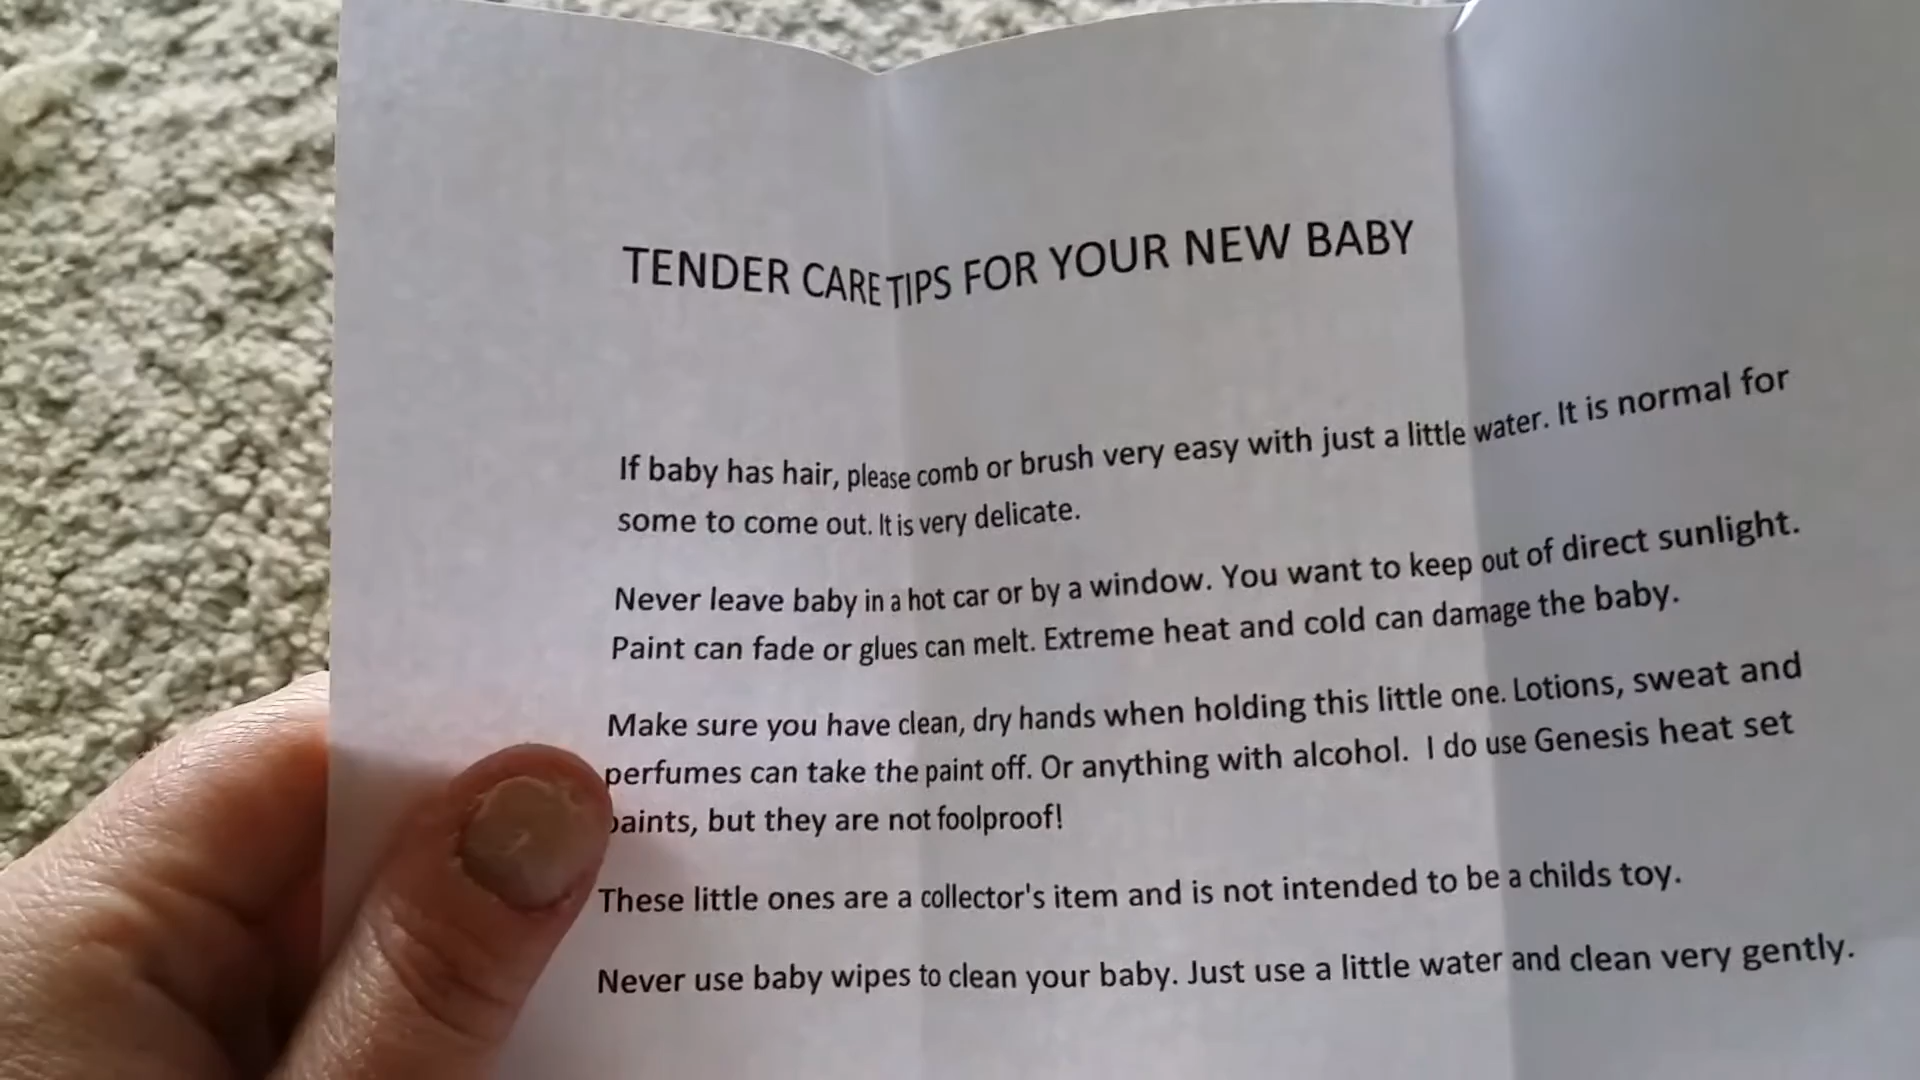 TENDER CARE TIPS FOR YOUR NEW BABY
If baby has hair, please comb or brush very easy with just a little water. It is normal for
some to come out. It is very delicate.
Never leave baby in a hot car or by a window. You want to keep out of direct sunlight.
Paint can fade or glues can melt. Extreme heat and cold can damage the baby.
Make sure you have clean, dry hands when holding this little one. Lotions, sweat and
perfumes can take the paint off. Or anything with alcohol. I do use Genesis heat set
paints, but they are not foolproof!
These little ones are a collector's item and is not intended to be a childs toy.
Never use baby wipes to clean your baby. Just use a little water and clean very gently.